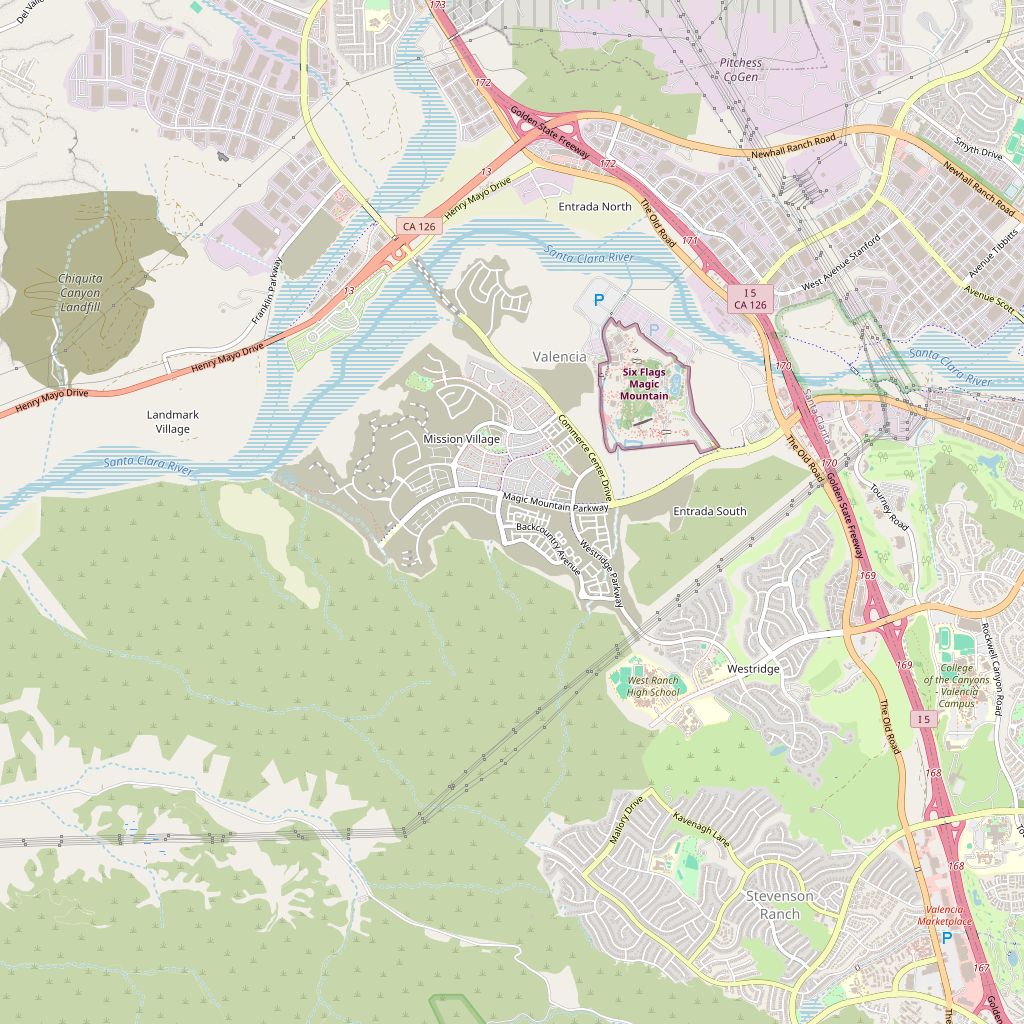 173
Del Valle
172
Pitchess
CoGen
Golden State Freeway
172
Newhall Ranch Road
Smyth Drive
Newhall Ranch Road
13
Henry Mayo Drive
Entrada North
The Old Road
CA 126
171
Avenue Tibbitts
West Avenue Stanford
Santa Clara River
Chiquita
Canyon
Landfill
Franklin Parkway
13
P
P
I 5
CA 126
Avenue Scott
Henry Mayo Drive
Valencia
Six Flags
Magic
Mountain
170
Santa Clara River
Henry Mayo Drive
Landmark
Village
Mission Village
Commerce Center Drive
Santa Clarita
The Old Road
170
Santa Clara River
Golden State Freeway
Tourney Road
Magic Mountain Parkway
Entrada South
Backcountry Avenue
Westridge Parkway
169
Rockwell Canyon Road
169
Westridge
West Ranch
High School
College
of the Canyons
- Valencia
Campus
The Old Road
I 5
168
Mallory Drive
Kavenagh Lane
168
Stevenson
Ranch
Valencia
Marketplace
P
167
The
Golden